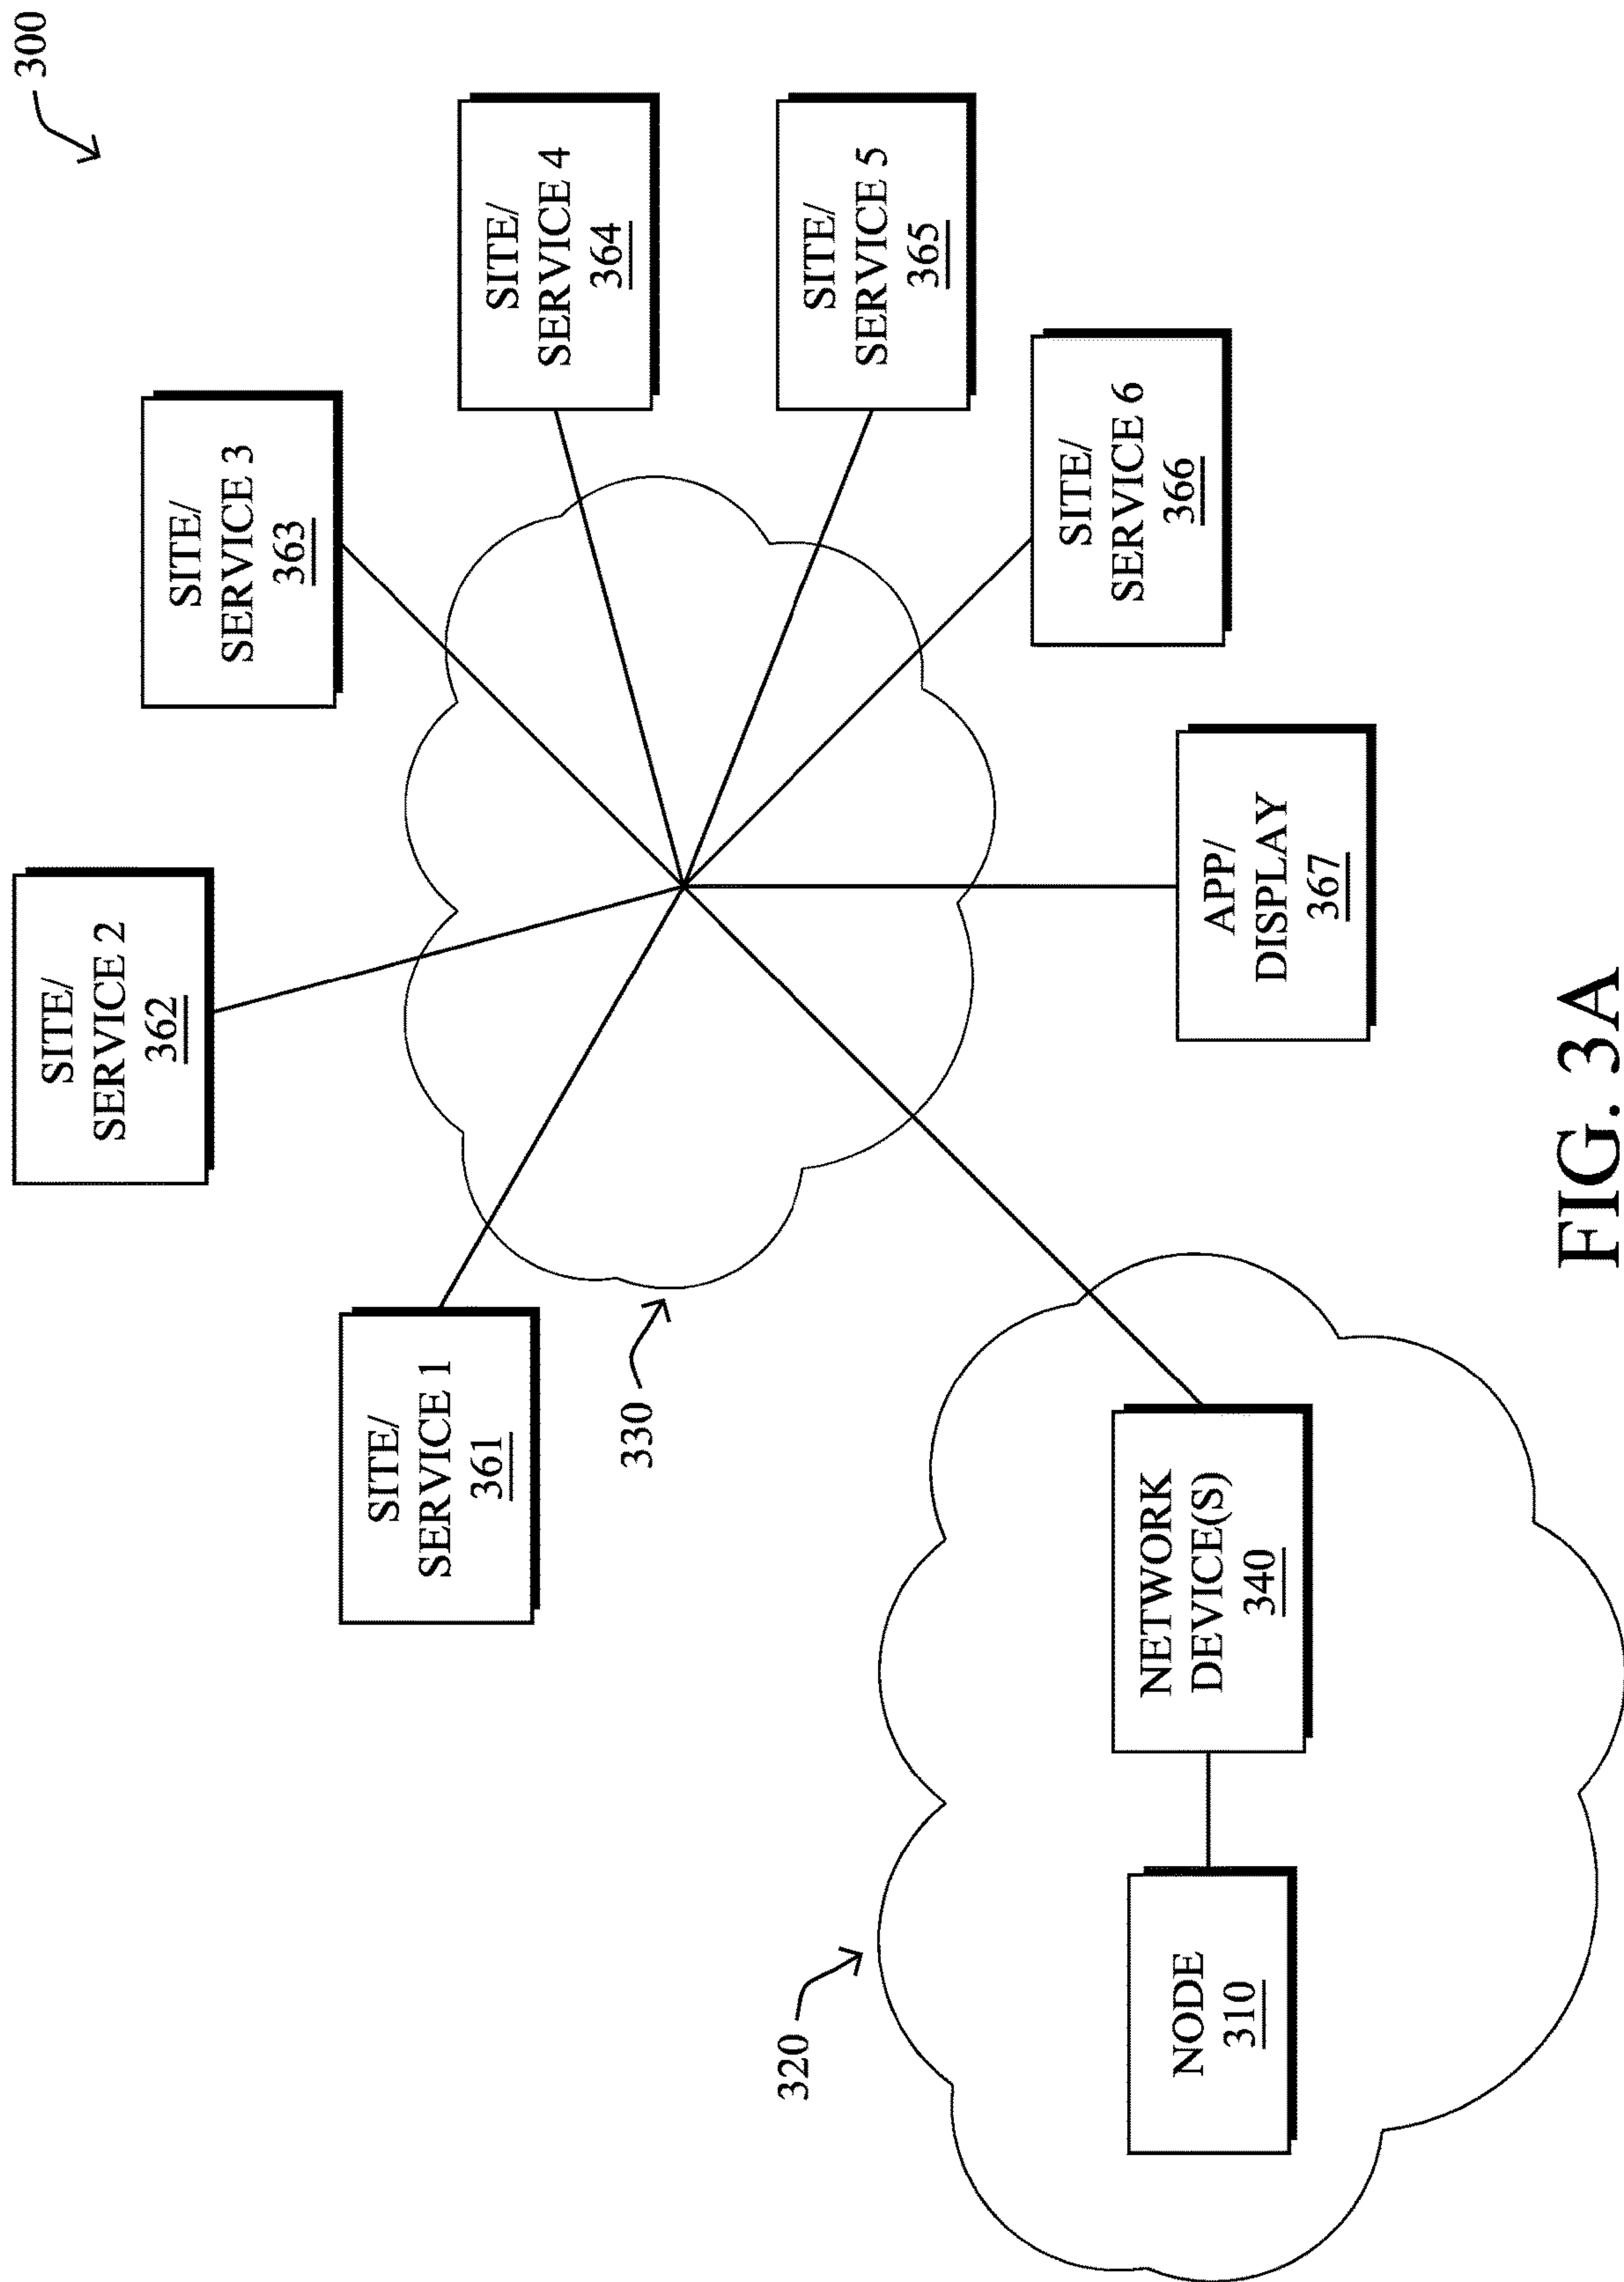 300
SITE/
SERVICE 2
362
SITE/
SERVICE 3
363
SITE/
SERVICE 1
361
SITE/
SERVICE 4
364
330
SITE/
SERVICE 5
365
320
SITE/
SERVICE 6
366
NODE
310
NETWORK
DEVICE(S)
340
APP/
DISPLAY
367
FIG. 3A